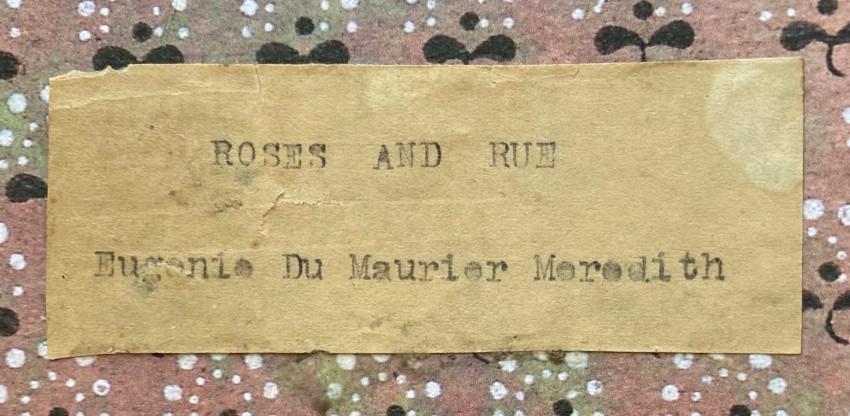 ROSES AND RUE
Eugenie Du Maurier Meredith